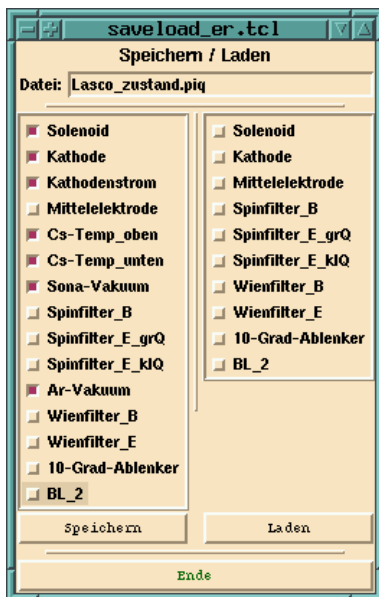 saveload_er.tcl
Speichern / Laden
Datei: Lasco_zustand.piq
Solenoid
Kathode
Kathodenstrom
Mittelelektrode
Cs-Temp_oben
Cs-Temp_unten
Sona-Vakuum
Spinfilter_B
Spinfilter_E_grQ
Spinfilter_E_klQ
Ar-Vakuum
Wienfilter_B
Wienfilter_E
10-Grad-Ablenker
BL_2
Speichern
Solenoid
Kathode
Mittelelektrode
Spinfilter_B
Spinfilter_E_grQ
Spinfilter_E_klQ
Wienfilter_B
Wienfilter_E
10-Grad-Ablenker
BL_2
Laden
Ende